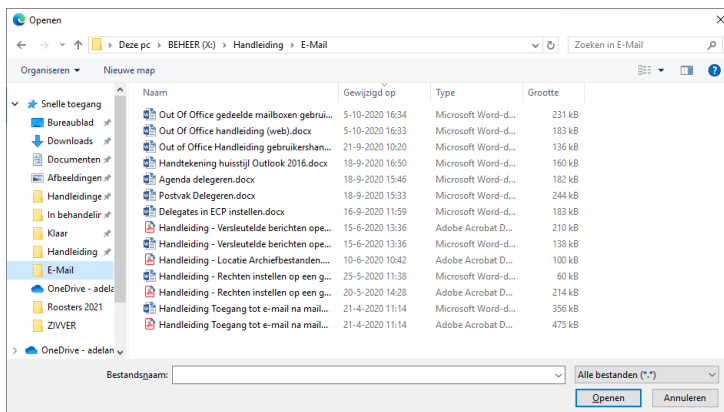 Openen
Deze pc > BEHEER (X:) > Handleiding > E-Mail
Zoeken in E-Mail
Organiseren
Nieuwe map
Naam
Gewijzigd op
Type
Grootte
Snelle toegang
Bureaublad
Downloads
Documenten
Afbeeldingen
Handleidinge
In behandelir
Klaar
Handleiding
E-Mail
OneDrive - adela
Roosters 2021
ZIVVER
OneDrive - adelan
Out Of Office gedeelde mailboxen gebrui... 5-10-2020 16:34 Microsoft Word-d... 231 kB
Out Of Office handleiding (web).docx 5-10-2020 16:33 Microsoft Word-d... 183 kB
Out of Office Handleiding gebruikershan... 21-9-2020 10:20 Microsoft Word-d... 136 kB
Handtekening huisstijl Outlook 2016.docx 18-9-2020 16:50 Microsoft Word-d... 160 kB
Agenda delegeren.docx 18-9-2020 15:46 Microsoft Word-d... 182 kB
Postvak Delegeren.docx 18-9-2020 15:33 Microsoft Word-d... 244 kB
Delegates in ECP instellen.docx 16-9-2020 11:59 Microsoft Word-d... 183 kB
Handleiding - Versleutelde berichten ope... 15-6-2020 13:36 Adobe Acrobat D... 210 kB
Handleiding - Versleutelde berichten ope... 15-6-2020 13:36 Microsoft Word-d... 138 kB
Handleiding - Locatie Archiefbestanden.... 10-6-2020 10:42 Adobe Acrobat D... 100 kB
Handleiding - Rechten instellen op een g... 25-5-2020 11:38 Microsoft Word-d... 60 kB
Handleiding - Rechten instellen op een g... 20-5-2020 14:28 Adobe Acrobat D... 214 kB
Handleiding Toegang tot e-mail na mail... 21-4-2020 11:14 Microsoft Word-d... 356 kB
Handleiding Toegang tot e-mail na mail... 21-4-2020 11:14 Adobe Acrobat D... 475 kB
Bestandsnaam:
Alle bestanden (*.*)
Openen
Annuleren